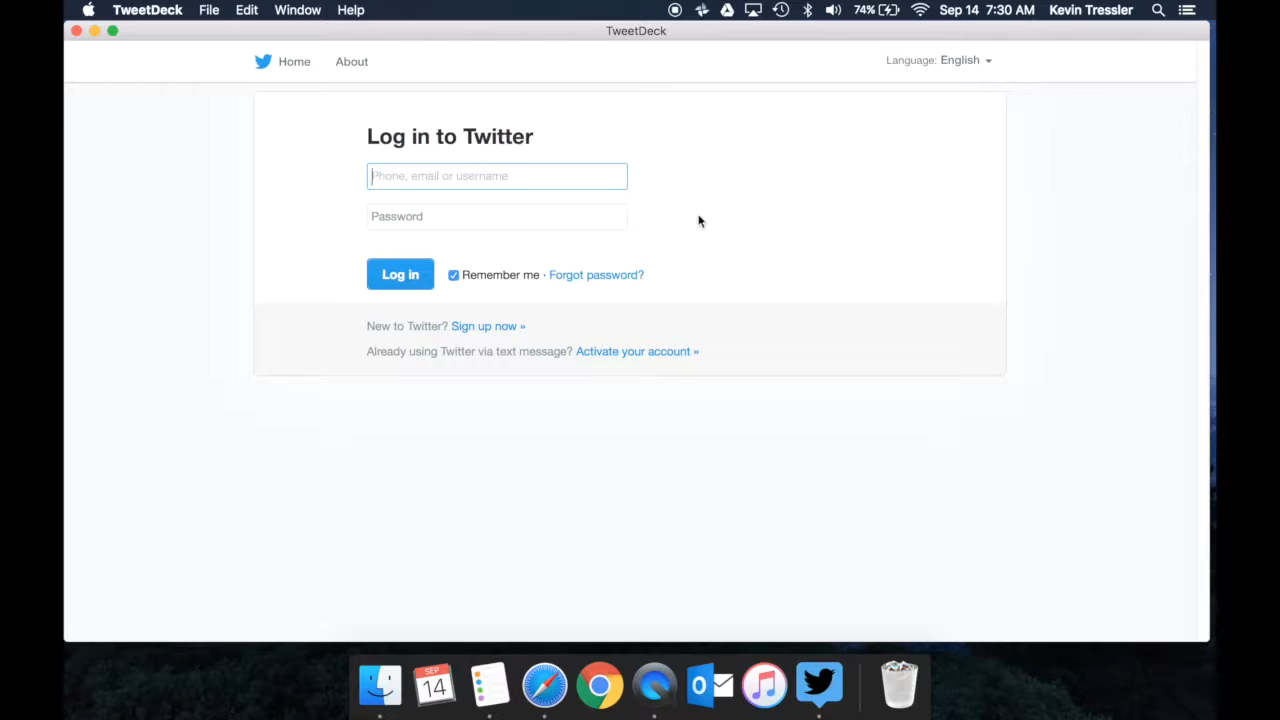 TweetDeck File Edit Window Help 74% Sep 14 7:30 AM Kevin Tressler
TweetDeck
Home About Language: English
Log in to Twitter
Phone, email or username
Password
Log in Remember me · Forgot password?
New to Twitter? Sign up now »
Already using Twitter via text message? Activate your account »
SEP
14
O